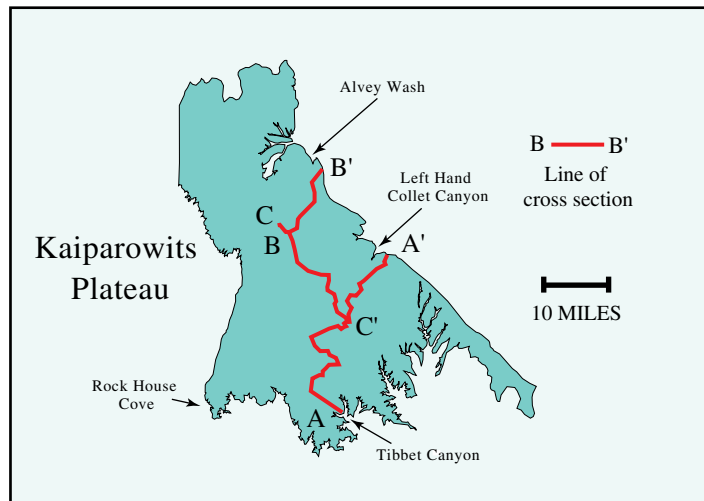 Alvey Wash
B'
B B'
Line of
cross section
Left Hand
Collet Canyon
C
B
A'
Kaiparowits
Plateau
10 MILES
C'
Rock House
Cove
A
Tibbet Canyon